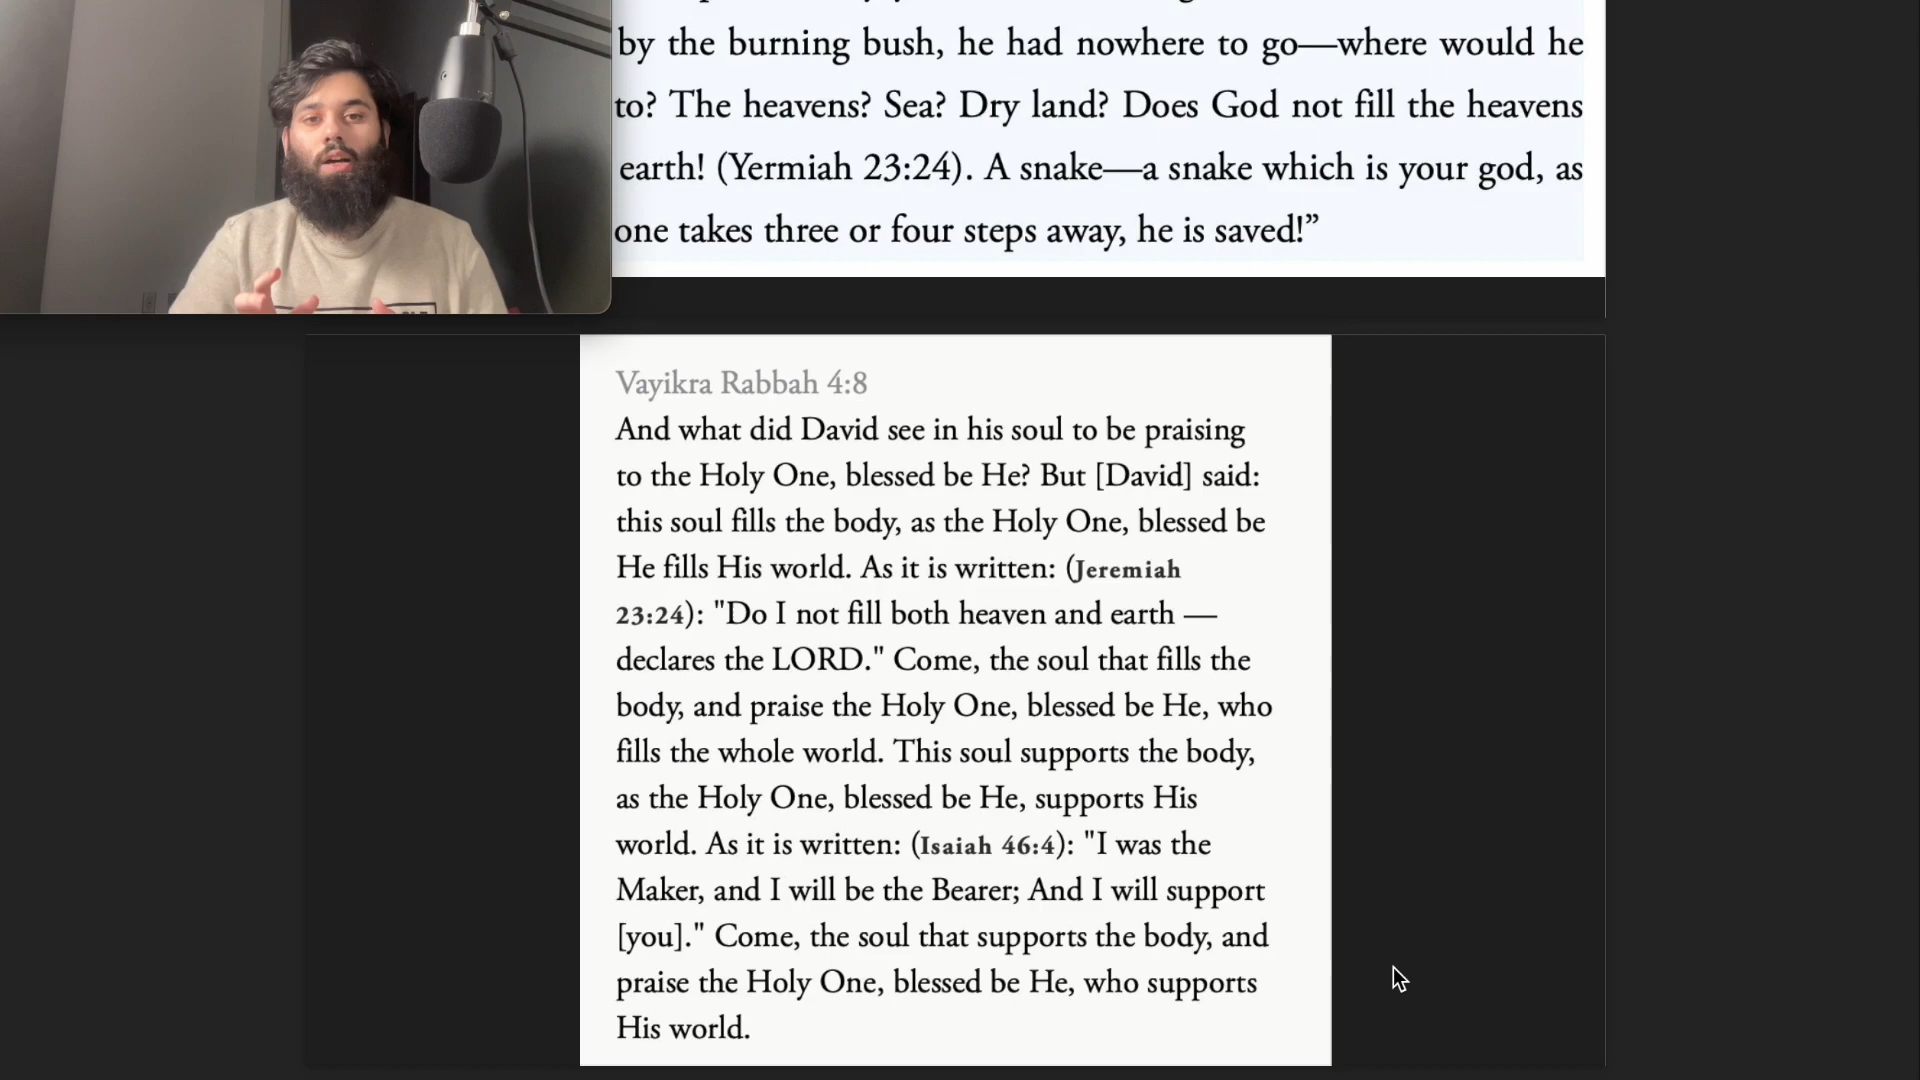 by the burning bush, he had nowhere to go—where would he
to? The heavens? Sea? Dry land? Does God not fill the heavens
earth! (Yermiah 23:24). A snake—a snake which is your god, as
one takes three or four steps away, he is saved!”
Vayikra Rabbah 4:8
And what did David see in his soul to be praising
to the Holy One, blessed be He? But [David] said:
this soul fills the body, as the Holy One, blessed be
He fills His world. As it is written: (Jeremiah
23:24): "Do I not fill both heaven and earth —
declares the LORD." Come, the soul that fills the
body, and praise the Holy One, blessed be He, who
fills the whole world. This soul supports the body,
as the Holy One, blessed be He, supports His
world. As it is written: (Isaiah 46:4): "I was the
Maker, and I will be the Bearer; And I will support
[you]." Come, the soul that supports the body, and
praise the Holy One, blessed be He, who supports
His world.